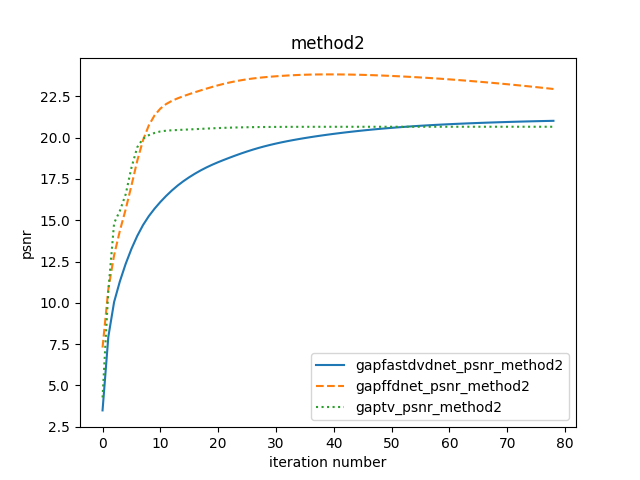 method2
22.5
20.0
17.5
15.0
12.5
10.0
7.5
5.0
2.5
psnr
0 10 20 30 40 50 60 70 80
iteration number
gapfastdvdnet_psnr_method2
gapffdnet_psnr_method2
gaptv_psnr_method2